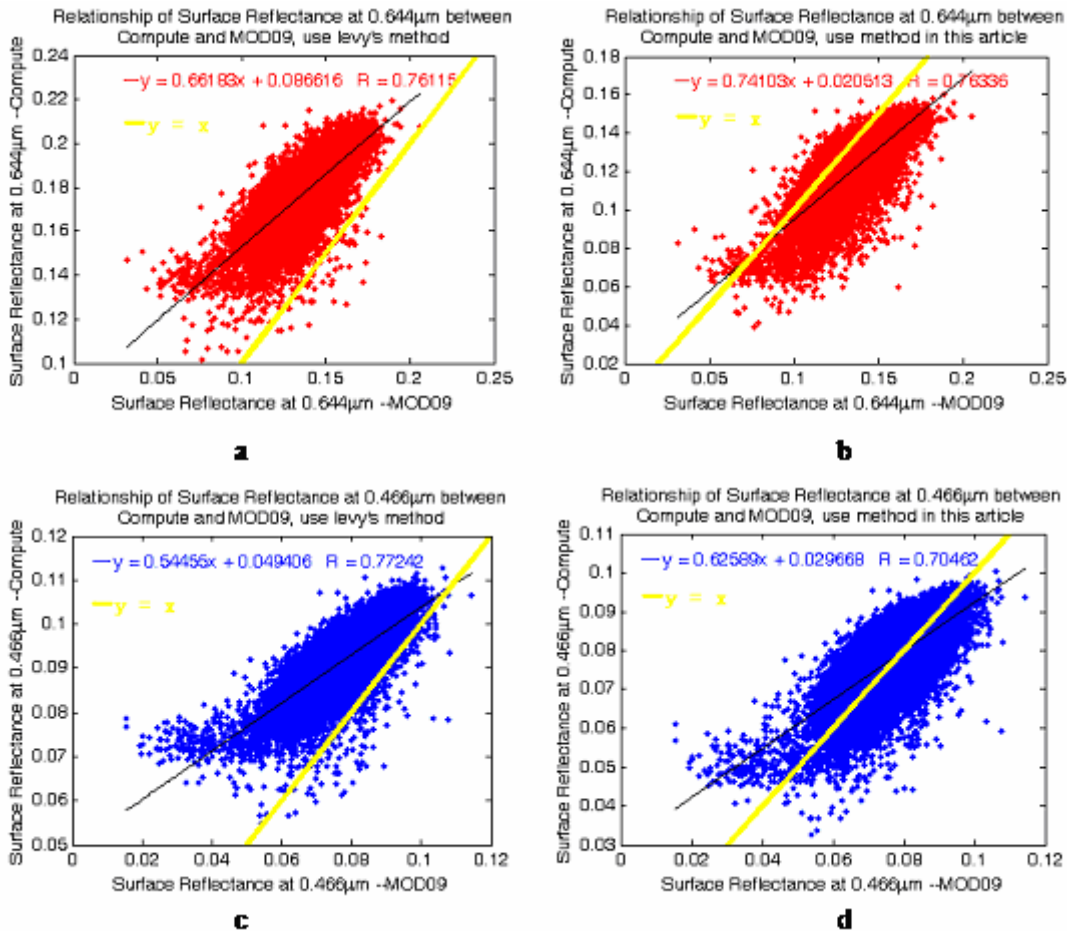 Relationship of Surface Reflectance at 0.644μm between
Compute and MOD09, use levy's method
y = 0.66183x + 0.086616 R = 0.76115
y = x
0.24
0.22
0.2
0.18
0.16
0.14
0.12
0.1
0
0.05
0.1
0.15
0.2
0.25
Surface Reflectance at 0.644μm --Compute
Surface Reflectance at 0.644μm --MOD09
a
Relationship of Surface Reflectance at 0.644μm between
Compute and MOD09, use method in this article
y = 0.74103x + 0.020513 R = 0.76336
y = x
0.18
0.16
0.14
0.12
0.1
0.08
0.06
0.04
0.02
0
0.05
0.1
0.15
0.2
0.25
Surface Reflectance at 0.644μm --Compute
Surface Reflectance at 0.644μm --MOD09
b
Relationship of Surface Reflectance at 0.466μm between
Compute and MOD09, use levy's method
y = 0.54455x + 0.049406 R = 0.77242
y = x
0.12
0.11
0.1
0.09
0.08
0.07
0.06
0.05
0
0.02
0.04
0.06
0.08
0.1
0.12
Surface Reflectance at 0.466μm --Compute
Surface Reflectance at 0.466μm --MOD09
c
Relationship of Surface Reflectance at 0.466μm between
Compute and MOD09, use method in this article
y = 0.62589x + 0.029668 R = 0.70462
y = x
0.11
0.1
0.09
0.08
0.07
0.06
0.05
0.04
0.03
0
0.02
0.04
0.06
0.08
0.1
0.12
Surface Reflectance at 0.466μm --Compute
Surface Reflectance at 0.466μm --MOD09
d